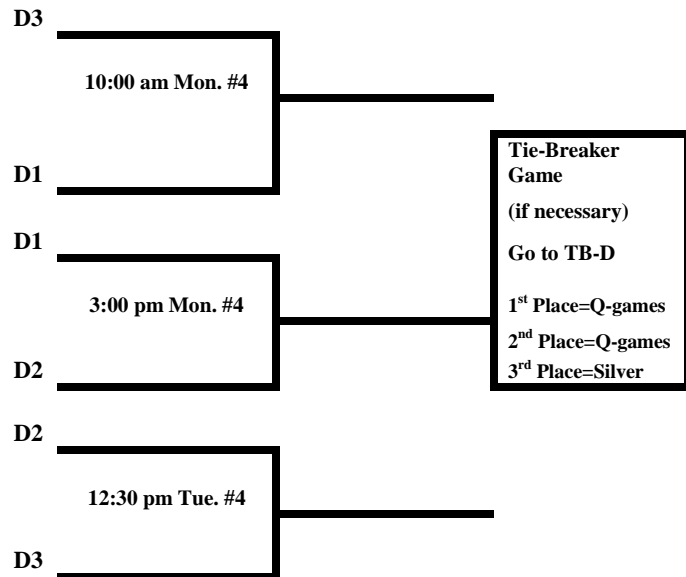 D3
10:00 am Mon. #4
D1
D1
3:00 pm Mon. #4
D2
D2
12:30 pm Tue. #4
D3
Tie-Breaker
Game
(if necessary)
Go to TB-D
1st Place=Q-games
2nd Place=Q-games
3rd Place=Silver